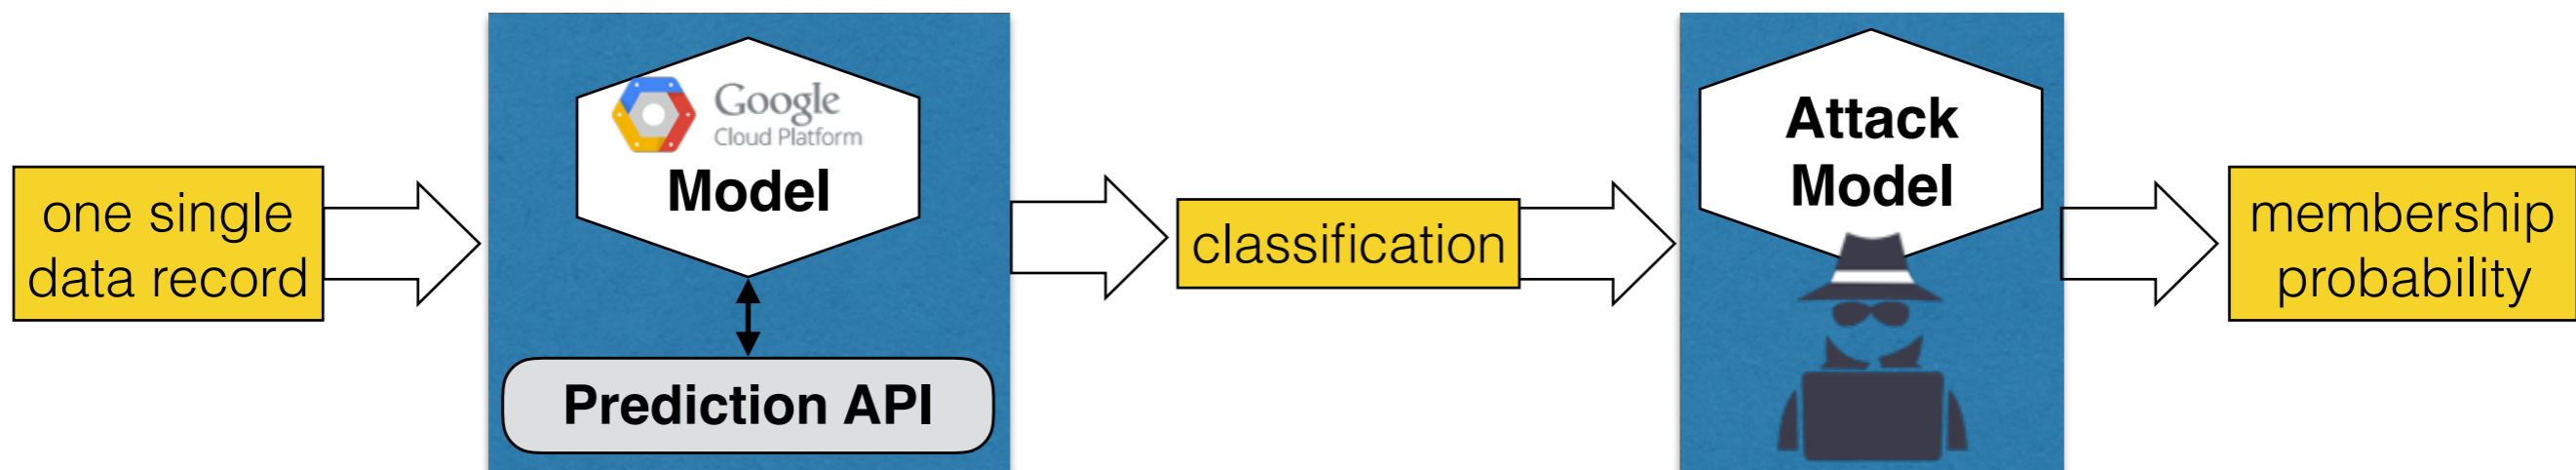 one single
data record
Google
Cloud Platform
Model
Prediction API
classification
Attack
Model
membership
probability